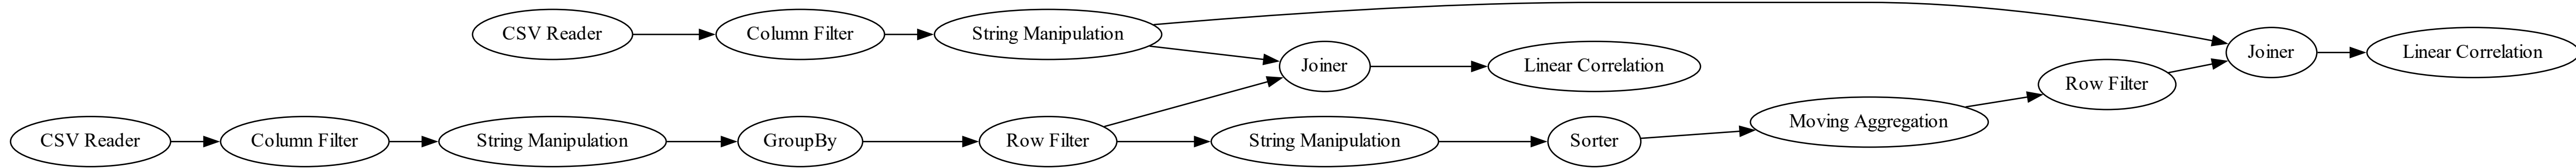 CSV Reader
Column Filter
String Manipulation
Joiner
Linear Correlation
Joiner
Linear Correlation
Row Filter
CSV Reader
Column Filter
String Manipulation
GroupBy
Row Filter
String Manipulation
Sorter
Moving Aggregation